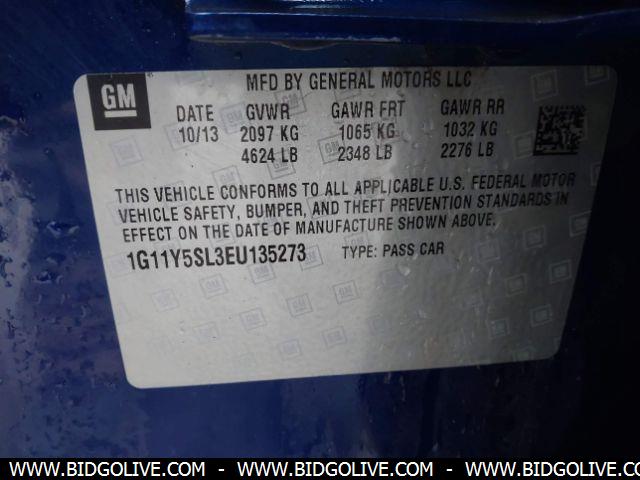 GM
MFD BY GENERAL MOTORS LLC
DATE GVWR GAWR FRT GAWR RR
10/13 2097 KG 1065 KG 1032 KG
4624 LB 2348 LB 2276 LB
THIS VEHICLE CONFORMS TO ALL APPLICABLE U.S. FEDERAL MOTOR
VEHICLE SAFETY, BUMPER, AND THEFT PREVENTION STANDARDS IN
EFFECT ON THE DATE OF MANUFACTURE SHOWN ABOVE.
1G11Y5SL3EU135273 TYPE: PASS CAR
WWW.BIDGOLIVE.COM - WWW.BIDGOLIVE.COM - WWW.BIDGOLIVE.COM